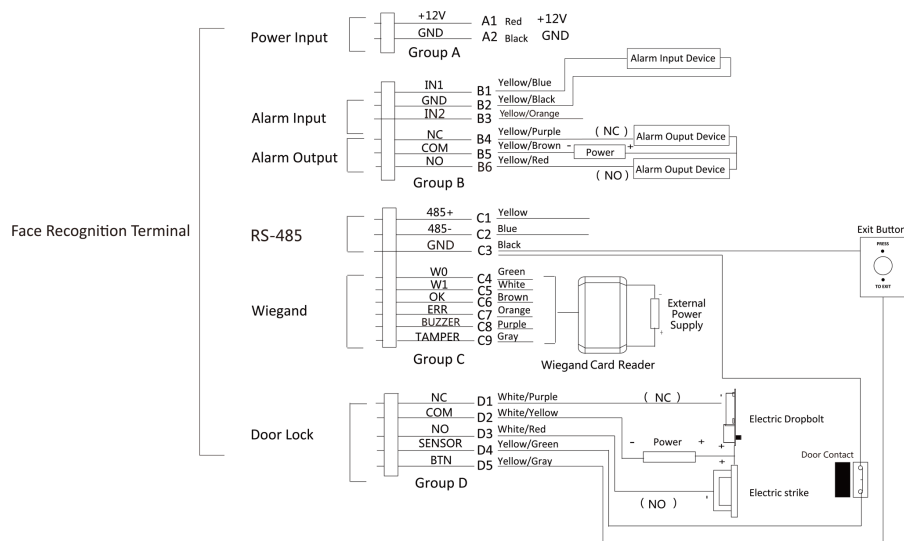 Face Recognition Terminal
Power Input
+12V A1 Red +12V
GND A2 Black GND
Group A
Alarm Input
Alarm Output
IN1 B1 Yellow/Blue
GND B2 Yellow/Black
IN2 B3 Yellow/Orange
NC B4 Yellow/Purple ( NC )
COM B5 Yellow/Brown - Power +
NO B6 Yellow/Red ( NO )
Group B
Alarm Input Device
Alarm Ouput Device
Alarm Ouput Device
RS-485
485+ C1 Yellow
485- C2 Blue
GND C3 Black
Wiegand
W0 C4 Green
W1 C5 White
OK C6 Brown
ERR C7 Orange
BUZZER C8 Purple
TAMPER C9 Gray
Group C
Wiegand Card Reader
- +
External
Power
Supply
Exit Button
PRESS
TO EXIT
Door Lock
NC D1 White/Purple ( NC )
COM D2 White/Yellow - Power + +
NO D3 White/Red +
SENSOR D4 Yellow/Green
BTN D5 Yellow/Gray
( NO )
Group D
Electric Dropbolt
Electric strike
Door Contact